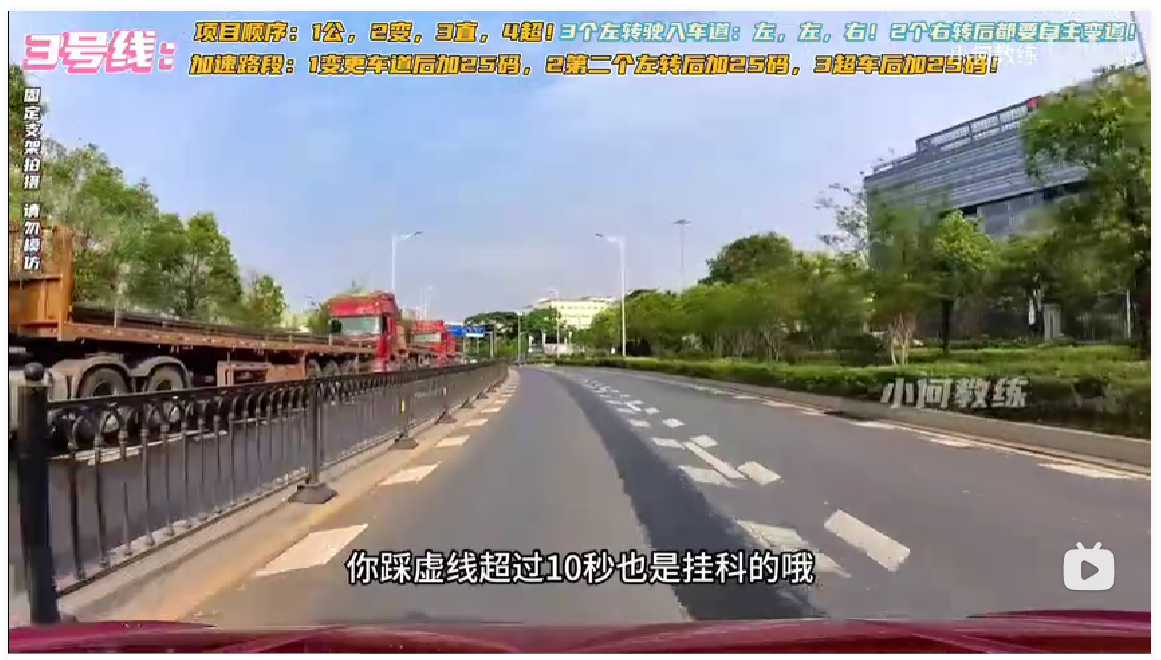 3号线：
项目顺序：1公，2变，3直，4超！3个左转驶入车道：左，左，右！2个右转后都要自主变道！
加速路段：1变更车道后加25码，2第二个左转后加25码，3超车后加25码！
小何教练
固定支架拍摄 请勿模仿
小何教练
你踩虚线超过10秒也是挂科的哦